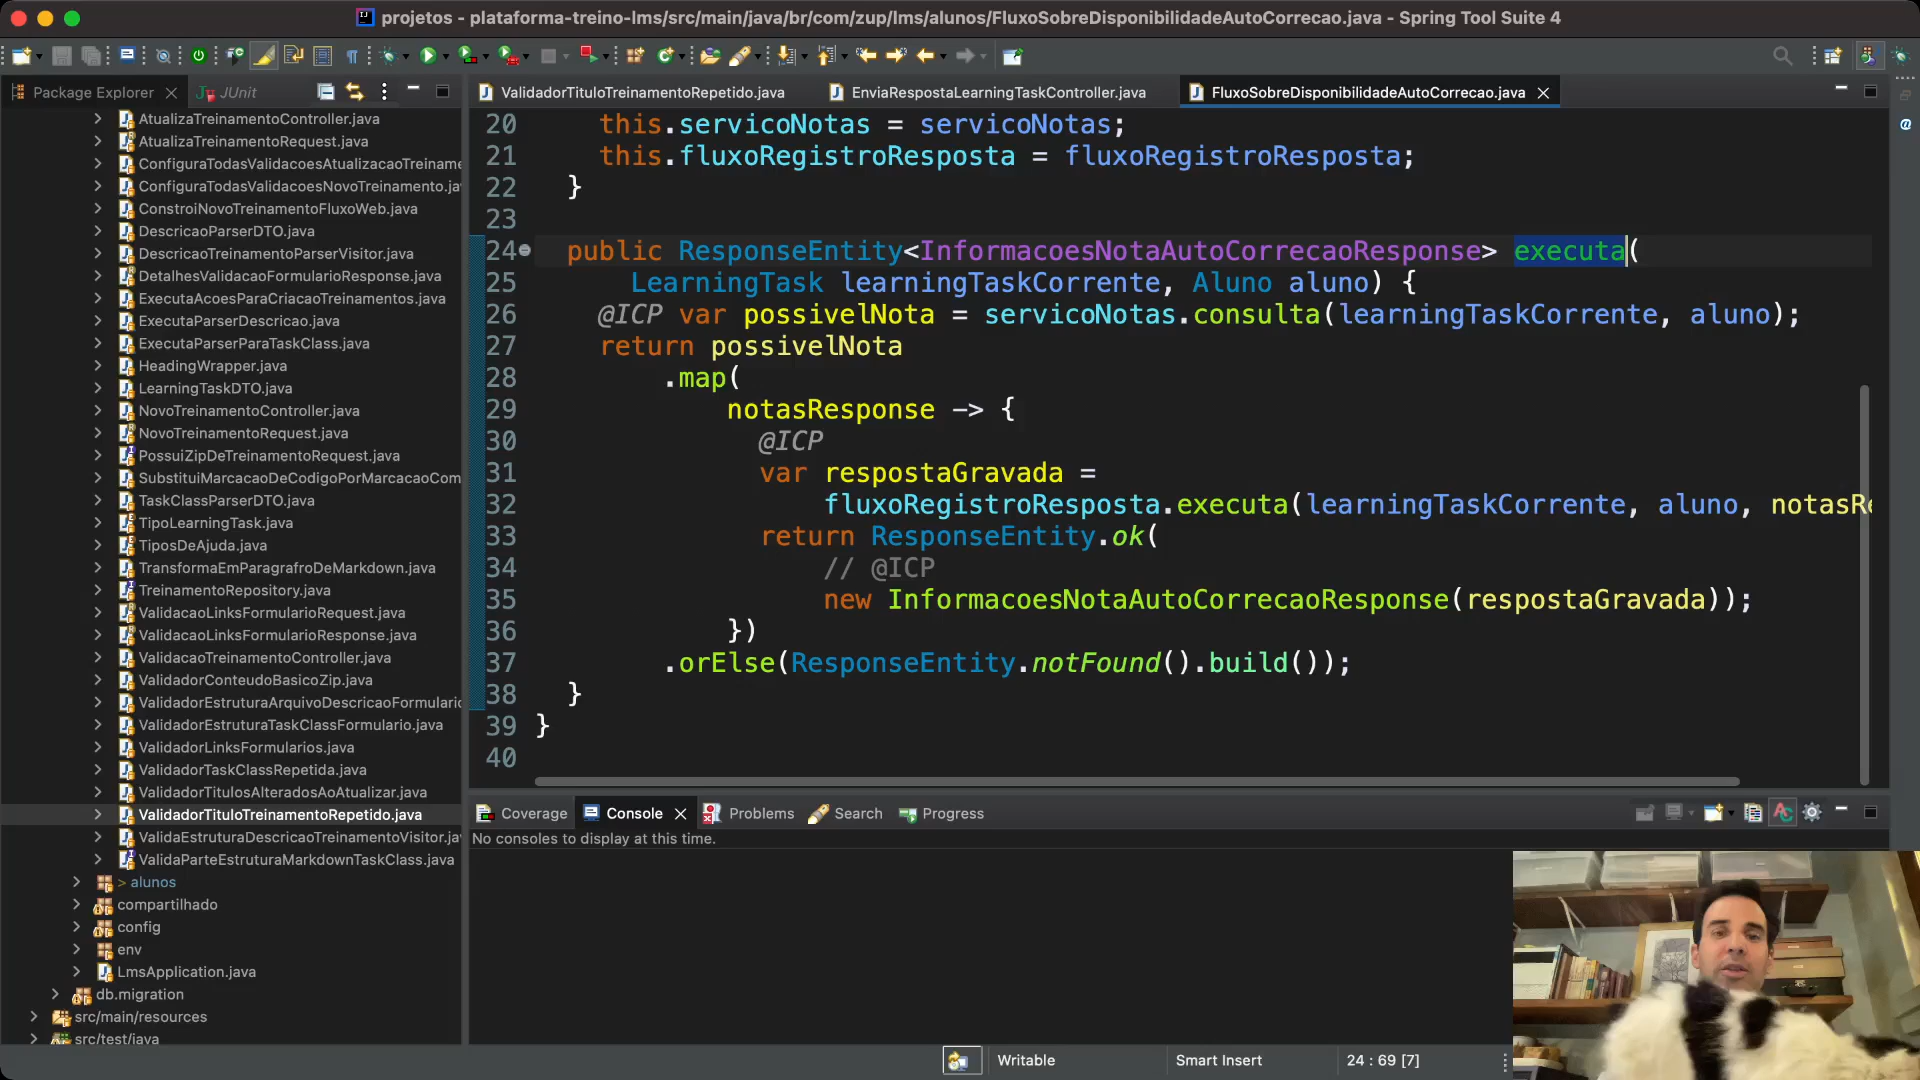 projetos - plataforma-treino-lms/src/main/java/br/com/zup/lms/alunos/FluxoSobreDisponibilidadeAutoCorrecao.java - Spring Tool Suite 4
Package Explorer
JUnit
ValidadorTituloTreinamentoRepetido.java
EnviaRespostaLearningTaskController.java
FluxoSobreDisponibilidadeAutoCorrecao.java
AtualizaTreinamentoController.java
AtualizaTreinamentoRequest.java
ConfiguraTodasValidacoesAtualizacaoTreiname
ConfiguraTodasValidacoesNovoTreinamento.ja
ConstroiNovoTreinamentoFluxoWeb.java
DescricaoParserDTO.java
DescricaoTreinamentoParserVisitor.java
DetalhesValidacaoFormularioResponse.java
ExecutaAcoesParaCriacaoTreinamentos.java
ExecutaParserDescricao.java
ExecutaParserParaTaskClass.java
HeadingWrapper.java
LearningTaskDTO.java
NovoTreinamentoController.java
NovoTreinamentoRequest.java
PossuiZipDeTreinamentoRequest.java
SubstituiMarcacaoDeCodigoPorMarcacaoCom
TaskClassParserDTO.java
TipoLearningTask.java
TiposDeAjuda.java
TransformaEmParagrafroDeMarkdown.java
TreinamentoRepository.java
ValidacaoLinksFormularioRequest.java
ValidacaoLinksFormularioResponse.java
ValidacaoTreinamentoController.java
ValidadorConteudoBasicoZip.java
ValidadorEstruturaArquivoDescricaoFormulario
ValidadorEstruturaTaskClassFormulario.java
ValidadorLinksFormularios.java
ValidadorTaskClassRepetida.java
ValidadorTitulosAlteradosAoAtualizar.java
ValidadorTituloTreinamentoRepetido.java
ValidaEstruturaDescricaoTreinamentoVisitor.jav
ValidaParteEstruturaMarkdownTaskClass.java
> alunos
compartilhado
config
env
LmsApplication.java
db.migration
src/main/resources
src/test/java
20 this.servicoNotas = servicoNotas;
21 this.fluxoRegistroResposta = fluxoRegistroResposta;
22 }
23
24 public ResponseEntity<InformacoesNotaAutoCorrecaoResponse> executa(
25 LearningTask learningTaskCorrente, Aluno aluno) {
26 @ICP var possivelNota = servicoNotas.consulta(learningTaskCorrente, aluno);
27 return possivelNota
28 .map(
29 notasResponse -> {
30 @ICP
31 var respostaGravada =
32 fluxoRegistroResposta.executa(learningTaskCorrente, aluno, notasRe
33 return ResponseEntity.ok(
34 // @ICP
35 new InformacoesNotaAutoCorrecaoResponse(respostaGravada));
36 })
37 .orElse(ResponseEntity.notFound().build());
38 }
39 }
40
Coverage
Console
Problems
Search
Progress
No consoles to display at this time.
Writable
Smart Insert
24 : 69 [7]